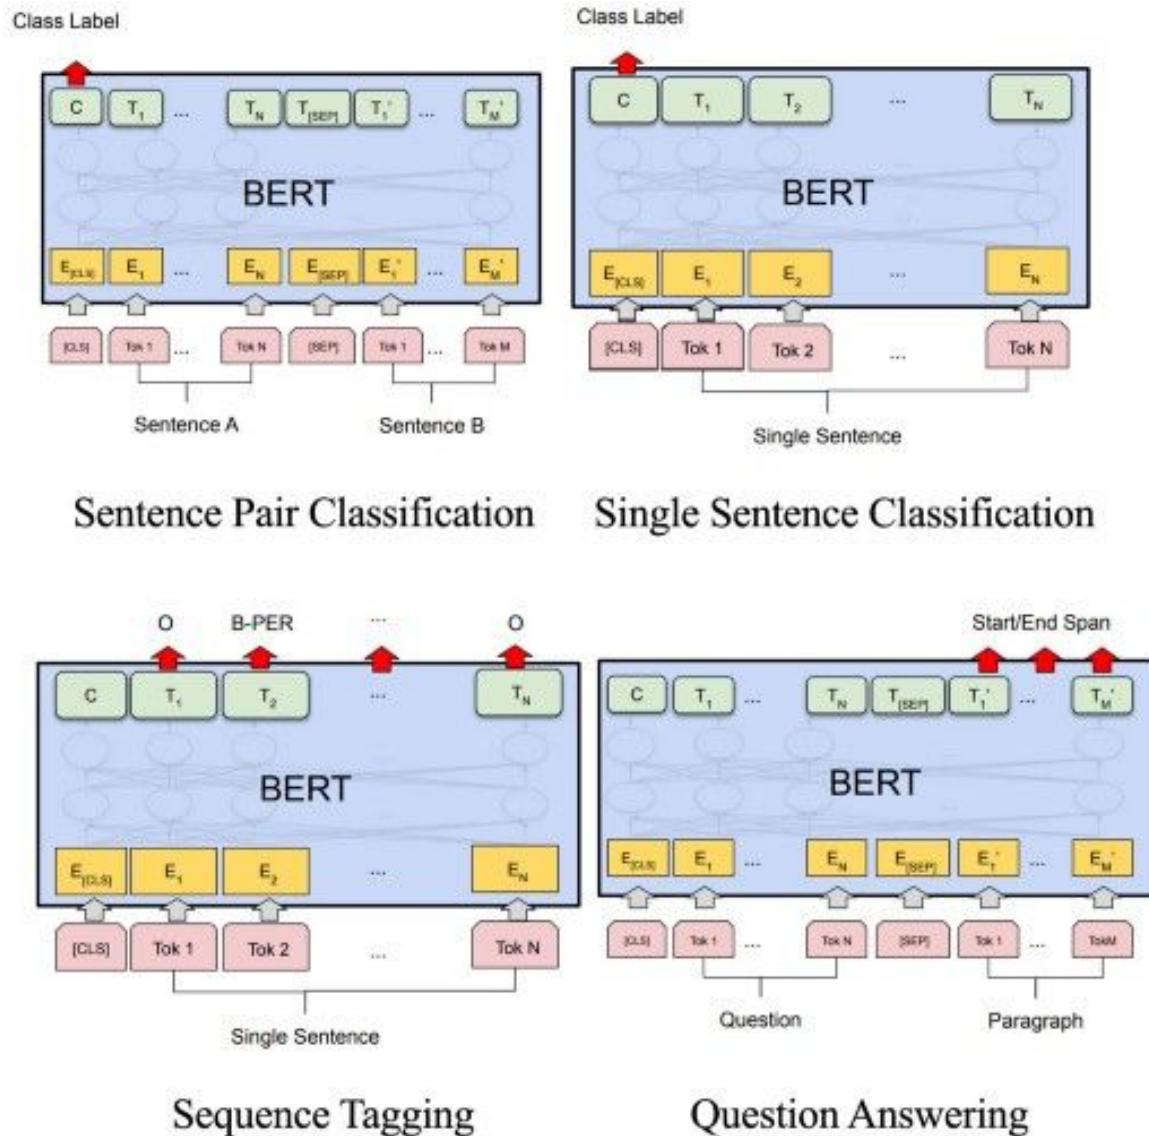 Class Label
C T1 ... TN T[SEP] T1' ... TM'
BERT
E[CLS] E1 ... EN E[SEP] E1' ... EM'
[CLS] Tok 1 ... Tok N [SEP] Tok 1 ... Tok M
Sentence A Sentence B
Sentence Pair Classification
Class Label
C T1 T2 ... TN
BERT
E[CLS] E1 E2 ... EN
[CLS] Tok 1 Tok 2 ... Tok N
Single Sentence
Single Sentence Classification
O B-PER ... O
C T1 T2 ... TN
BERT
E[CLS] E1 E2 ... EN
[CLS] Tok 1 Tok 2 ... Tok N
Single Sentence
Sequence Tagging
Start/End Span
C T1 ... TN T[SEP] T1' ... TM'
BERT
E[CLS] E1 ... EN E[SEP] E1' ... EM'
[CLS] Tok 1 ... Tok N [SEP] Tok 1 ... TokM
Question Paragraph
Question Answering